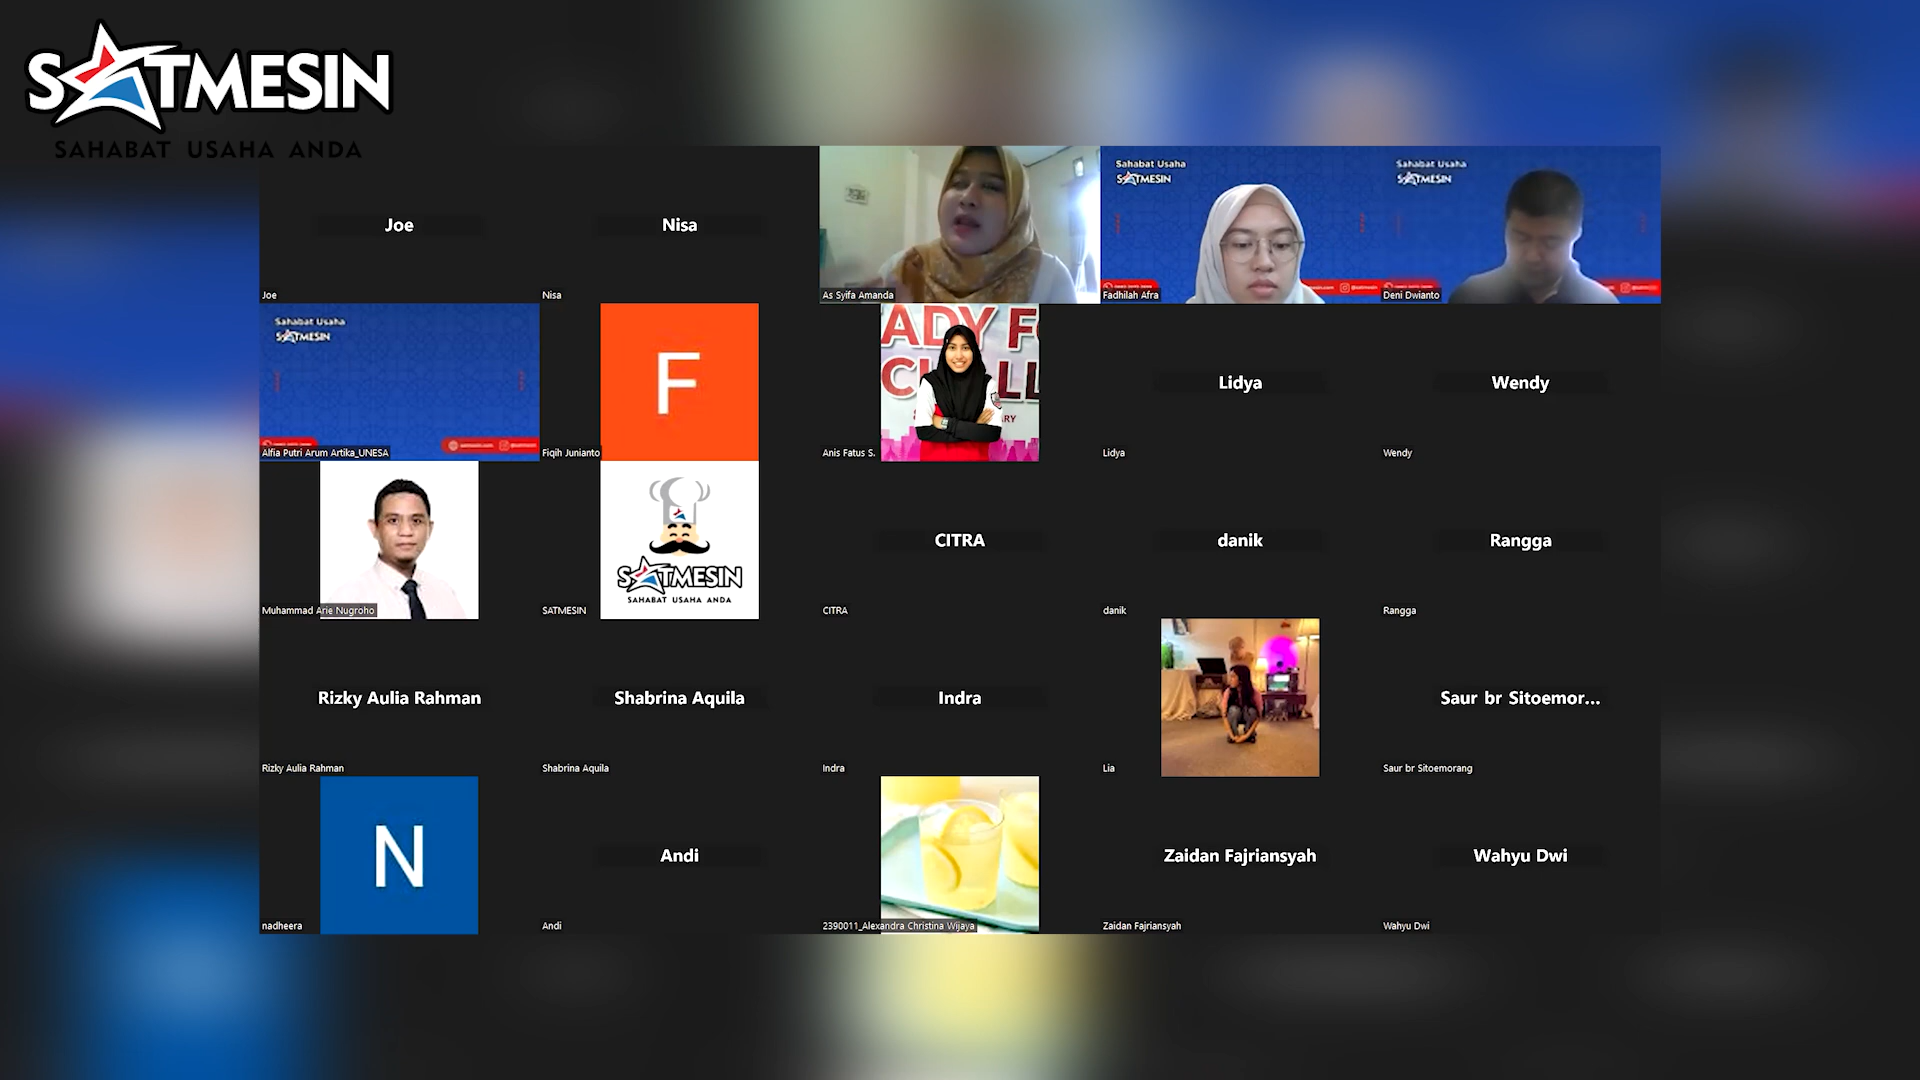 SATMESIN
SAHABAT USAHA ANDA
Joe
Joe
Nisa
Nisa
As Syifa Amanda
Sahabat Usaha
SATMESIN
Fadhilah Afra
Sahabat Usaha
SATMESIN
Deni Dwianto
Sahabat Usaha
SATMESIN
Alfia Putri Arum Artika_UNESA
F
Fiqih Junianto
ADY F
C LL
ARY
Anis Fatus S.
Lidya
Lidya
Wendy
Wendy
Muhammad Arie Nugroho
SATMESIN
SAHABAT USAHA ANDA
SATMESIN
CITRA
CITRA
danik
danik
Rangga
Rangga
Rizky Aulia Rahman
Rizky Aulia Rahman
Shabrina Aquila
Shabrina Aquila
Indra
Indra
Lia
Saur br Sitoemor...
Saur br Sitoemorang
N
nadheera
Andi
Andi
2390011_Alexandra Christina Wijaya
Zaidan Fajriansyah
Zaidan Fajriansyah
Wahyu Dwi
Wahyu Dwi